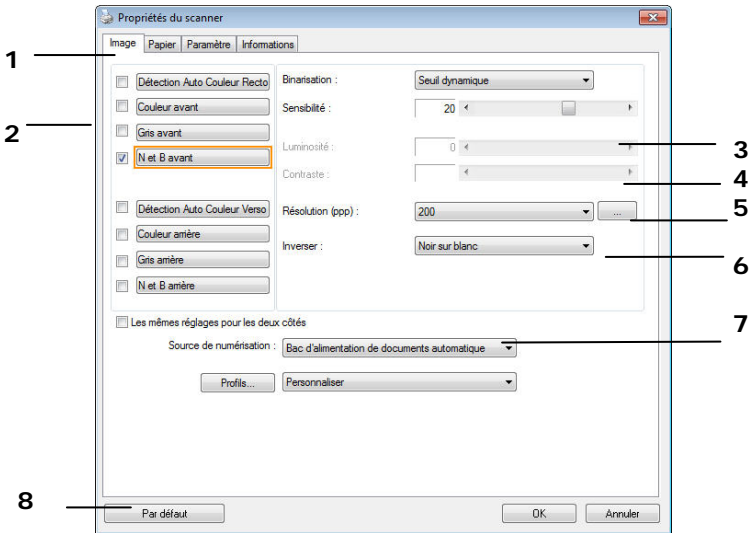 Propriétés du scanner
Image Papier Paramètre Informations
1
Détection Auto Couleur Recto
Binarisation :
Seuil dynamique
Couleur avant
Sensibilité :
20
2
Gris avant
Luminosité :
0
3
N et B avant
Contraste :
4
Détection Auto Couleur Verso
Résolution (ppp) :
200
...
5
Couleur arrière
Inverser :
Noir sur blanc
6
Gris arrière
N et B arrière
Les mêmes réglages pour les deux côtés
7
Source de numérisation :
Bac d'alimentation de documents automatique
Profils...
Personnaliser
8
Par défaut
OK
Annuler